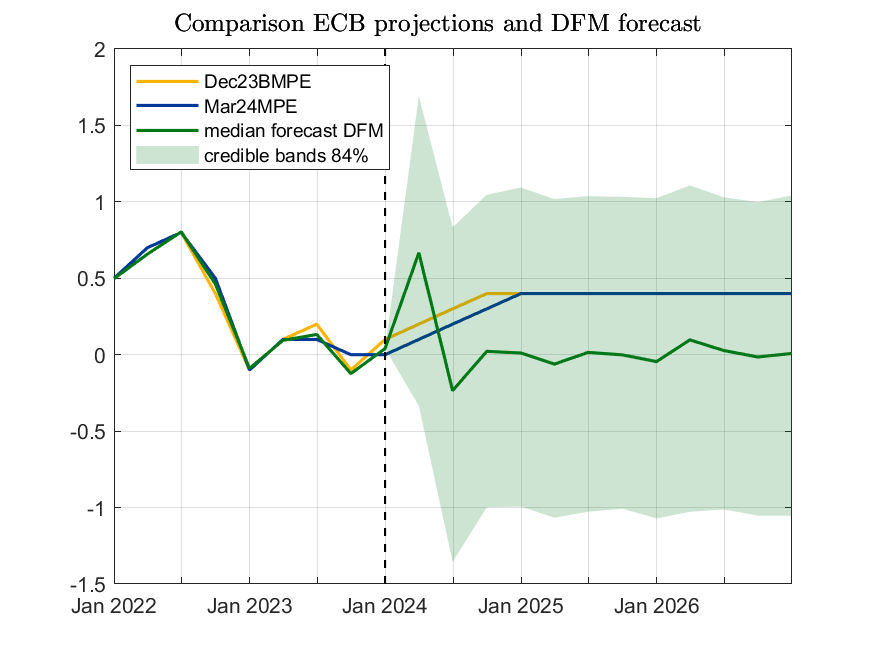 Comparison ECB projections and DFM forecast
2
1.5
1
0.5
0
-0.5
-1
-1.5
Dec23BMPE
Mar24MPE
median forecast DFM
credible bands 84%
Jan 2022 Jan 2023 Jan 2024 Jan 2025 Jan 2026